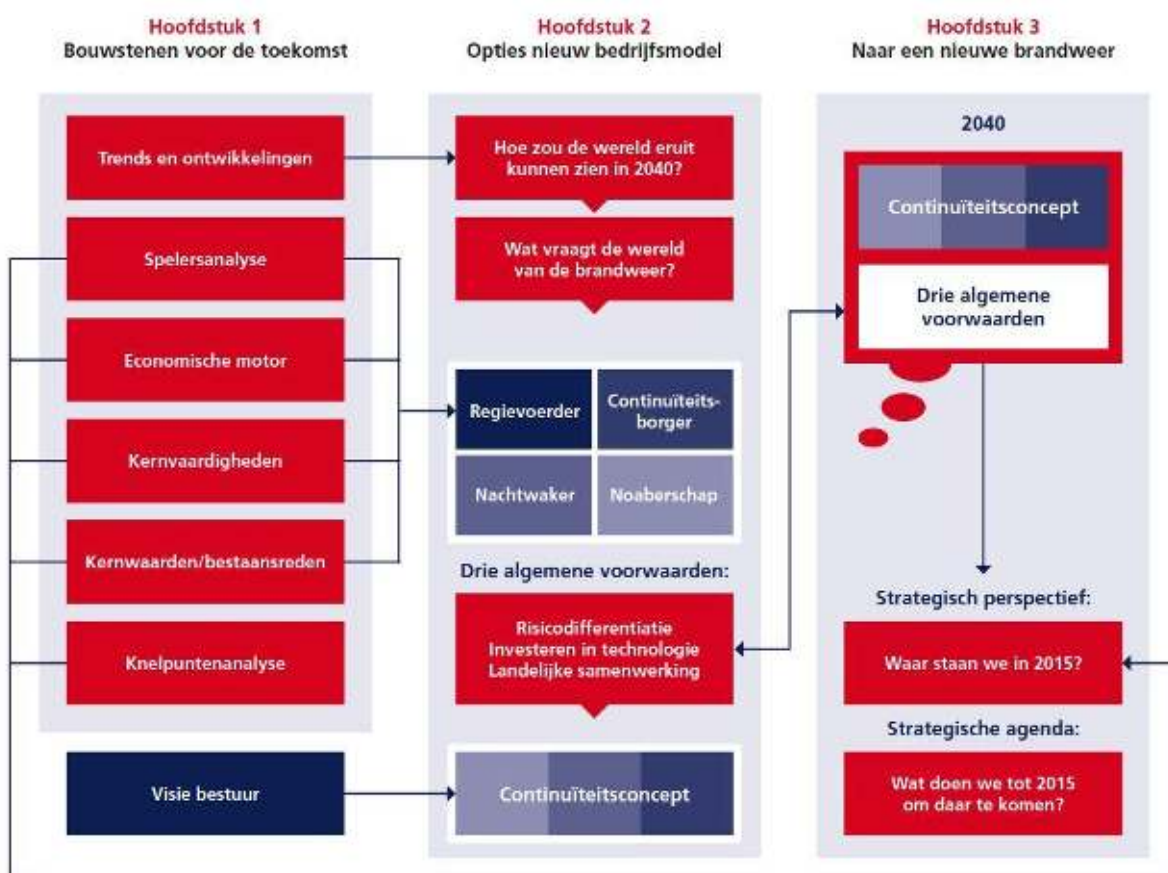 Hoofdstuk 1
Bouwstenen voor de toekomst
Trends en ontwikkelingen
Spelersanalyse
Economische motor
Kernvaardigheden
Kernwaarden/bestaansreden
Knelpuntenanalyse
Visie bestuur
Hoofdstuk 2
Opties nieuw bedrijfsmodel
Hoe zou de wereld eruit
kunnen zien in 2040?
Wat vraagt de wereld
van de brandweer?
Regievoerder
Continuïteits-
borger
Nachtwaker
Noaberschap
Drie algemene voorwaarden:
Risicodifferentiatie
Investeren in technologie
Landelijke samenwerking
Continuïteitsconcept
Hoofdstuk 3
Naar een nieuwe brandweer
2040
Continuïteitsconcept
Drie algemene
voorwaarden
Strategisch perspectief:
Waar staan we in 2015?
Strategische agenda:
Wat doen we tot 2015
om daar te komen?